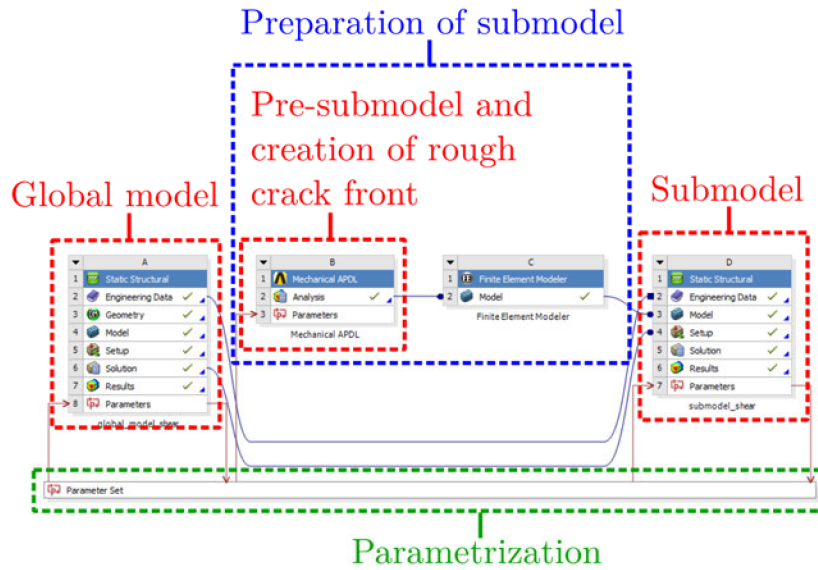 Preparation of submodel
Pre-submodel and
creation of rough
crack front
Global model
Submodel
A
1 Static Structural
2 Engineering Data
3 Geometry
4 Model
5 Setup
6 Solution
7 Results
8 Parameters
global_model_shear
B
1 Mechanical APDL
2 Analysis
3 Parameters
Mechanical APDL
C
1 Finite Element Modeler
2 Model
Finite Element Modeler
D
1 Static Structural
2 Engineering Data
3 Model
4 Setup
5 Solution
6 Results
7 Parameters
submodel_shear
Parameter Set
Parametrization